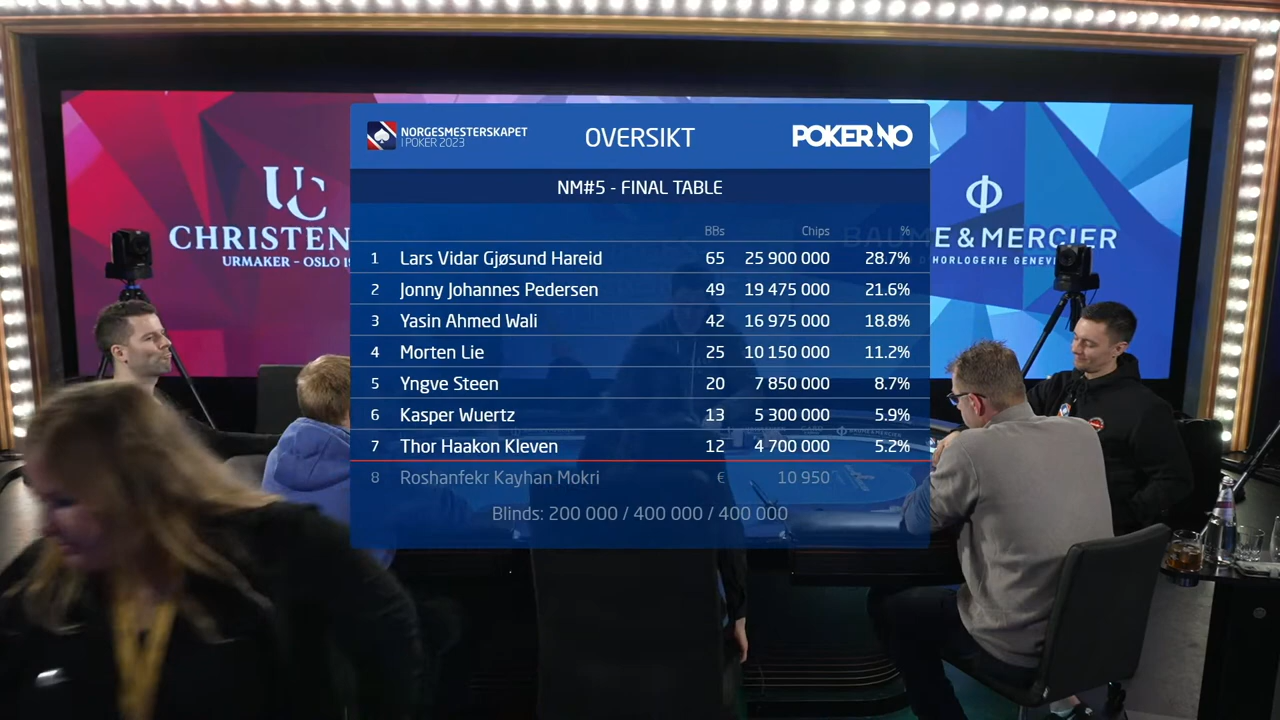 NORGESMESTERSKAPET
I POKER 2023
OVERSIKT
POKER NO
NM#5 - FINAL TABLE
BBs Chips %
1 Lars Vidar Gjøsund Hareid 65 25 900 000 28.7%
2 Jonny Johannes Pedersen 49 19 475 000 21.6%
3 Yasin Ahmed Wali 42 16 975 000 18.8%
4 Morten Lie 25 10 150 000 11.2%
5 Yngve Steen 20 7 850 000 8.7%
6 Kasper Wuertz 13 5 300 000 5.9%
7 Thor Haakon Kleven 12 4 700 000 5.2%
8 Roshanfekr Kayhan Mokri € 10 950
Blinds: 200 000 / 400 000 / 400 000
UC
CHRISTEN
URMAKER - OSLO
BAUME & MERCIER
HORLOGERIE GENEV